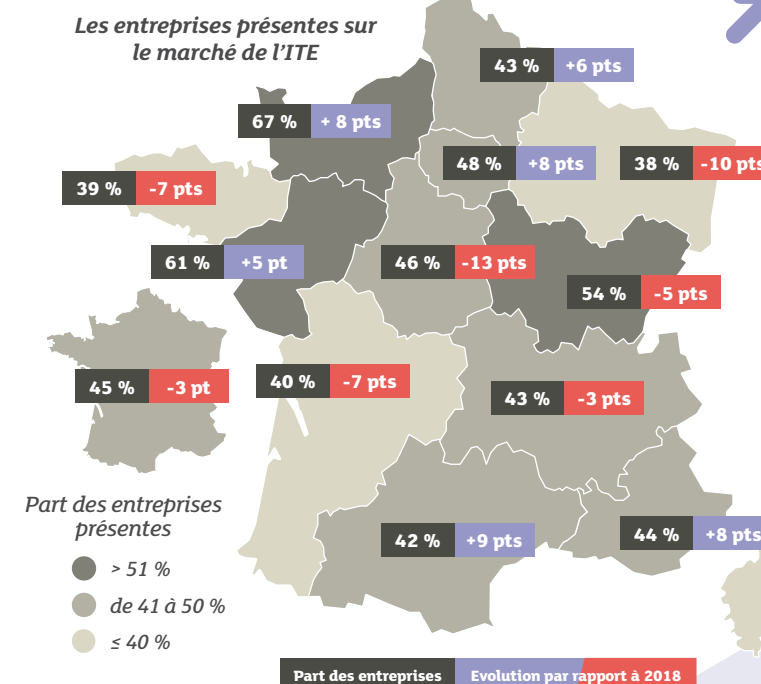 Les entreprises présentes sur
le marché de l'ITE
43 % +6 pts
67 % + 8 pts
48 % +8 pts
38 % -10 pts
39 % -7 pts
61 % +5 pt
46 % -13 pts
54 % -5 pts
45 % -3 pt
40 % -7 pts
43 % -3 pts
42 % +9 pts
44 % +8 pts
Part des entreprises
présentes
> 51 %
de 41 à 50 %
≤ 40 %
Part des entreprises Evolution par rapport à 2018